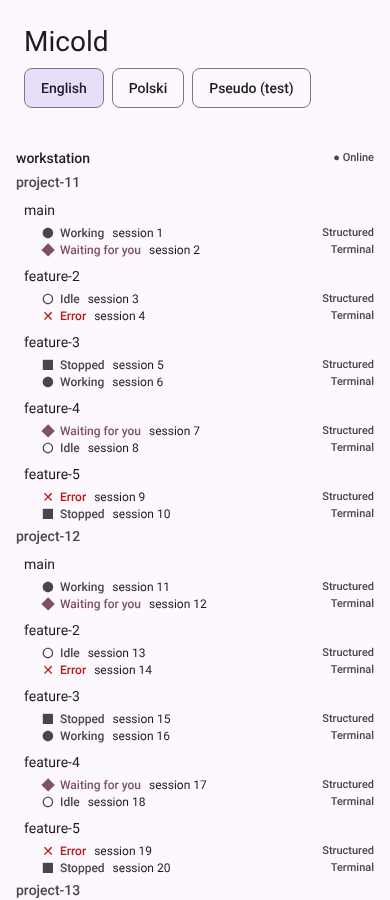 Micold
English Polski Pseudo (test)
workstation ● Online
project-11
main
Working session 1 Structured
Waiting for you session 2 Terminal
feature-2
Idle session 3 Structured
Error session 4 Terminal
feature-3
Stopped session 5 Structured
Working session 6 Terminal
feature-4
Waiting for you session 7 Structured
Idle session 8 Terminal
feature-5
Error session 9 Structured
Stopped session 10 Terminal
project-12
main
Working session 11 Structured
Waiting for you session 12 Terminal
feature-2
Idle session 13 Structured
Error session 14 Terminal
feature-3
Stopped session 15 Structured
Working session 16 Terminal
feature-4
Waiting for you session 17 Structured
Idle session 18 Terminal
feature-5
Error session 19 Structured
Stopped session 20 Terminal
project-13